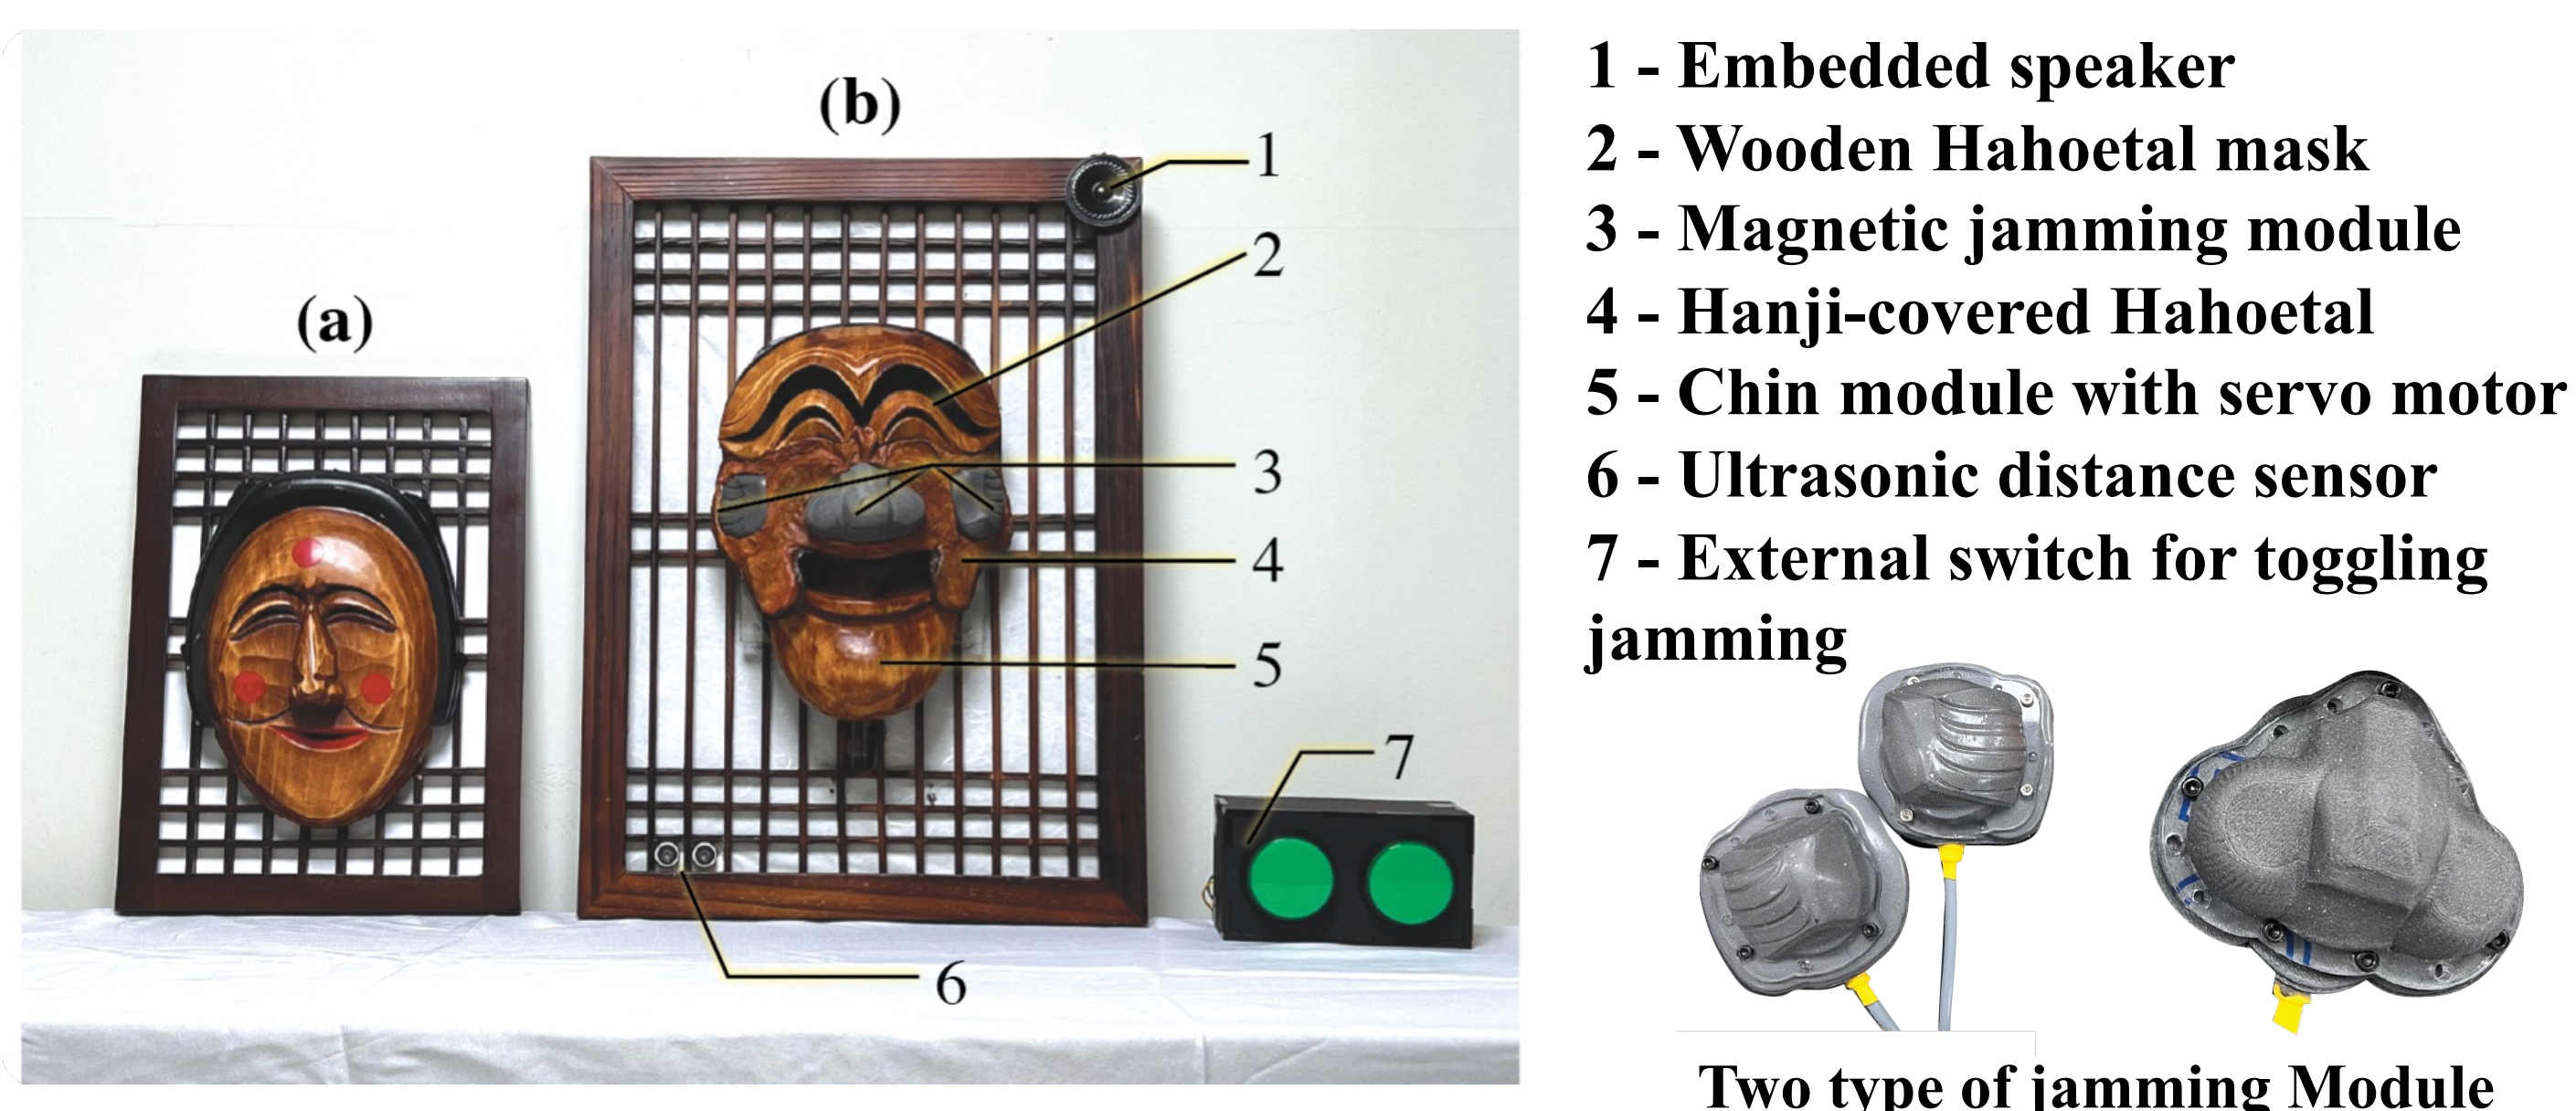 (a)
(b)
1
2
3
4
5
6
7
1 - Embedded speaker
2 - Wooden Hahoetal mask
3 - Magnetic jamming module
4 - Hanji-covered Hahoetal
5 - Chin module with servo motor
6 - Ultrasonic distance sensor
7 - External switch for toggling
jamming
Two type of jamming Module